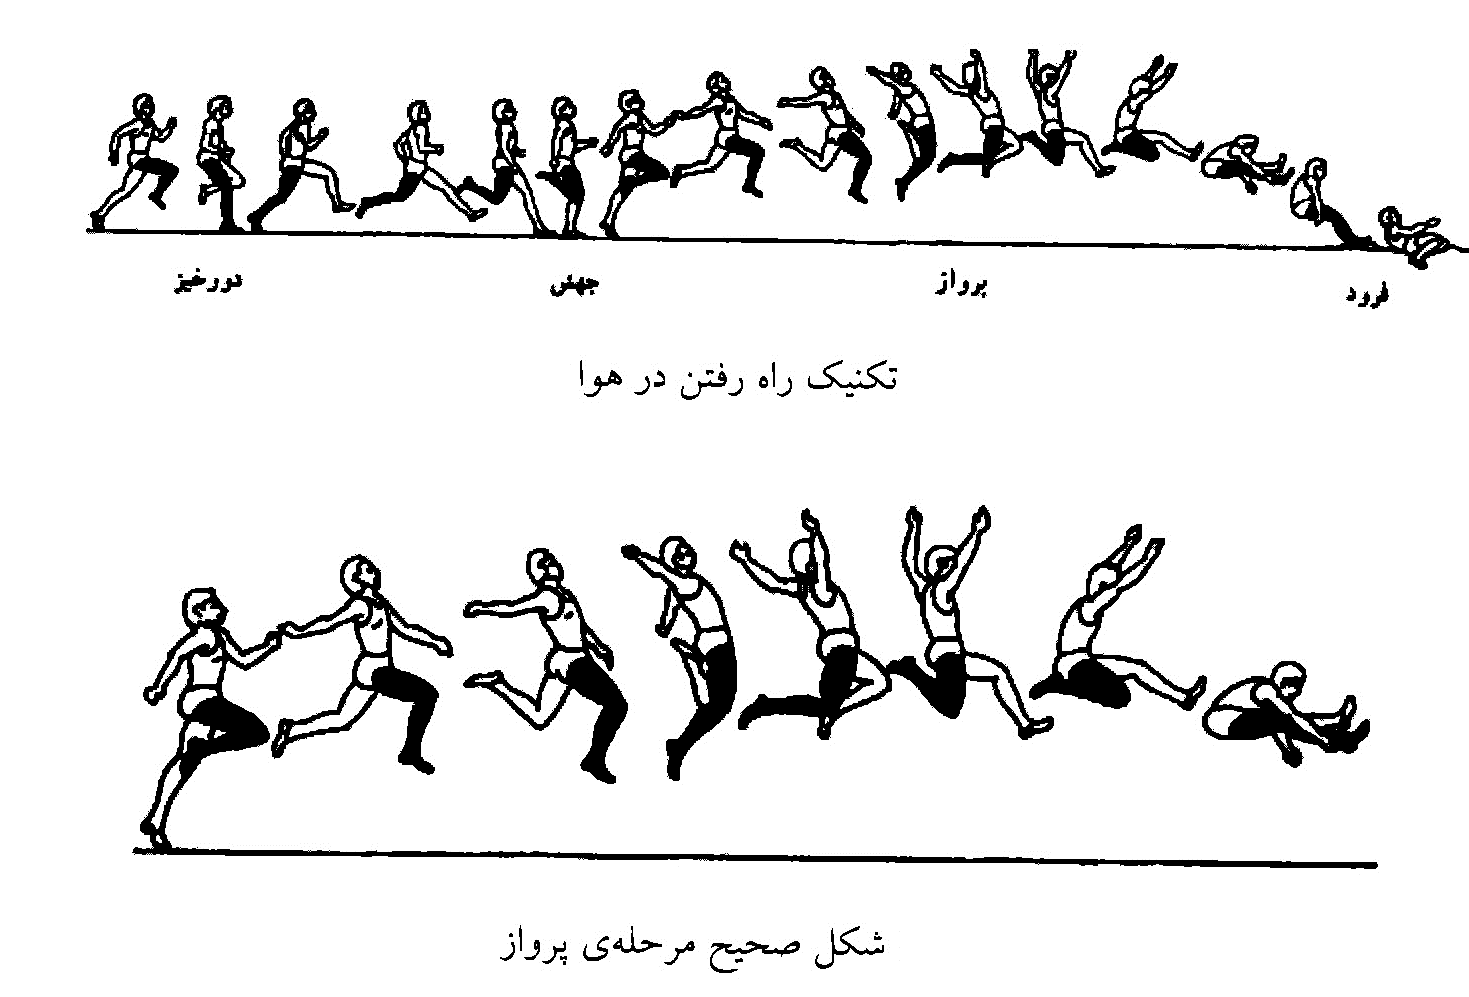 دورخیز
جهش
پرواز
فرود
تکنیک راه رفتن در هوا
شکل صحیح مرحله‌ی پرواز